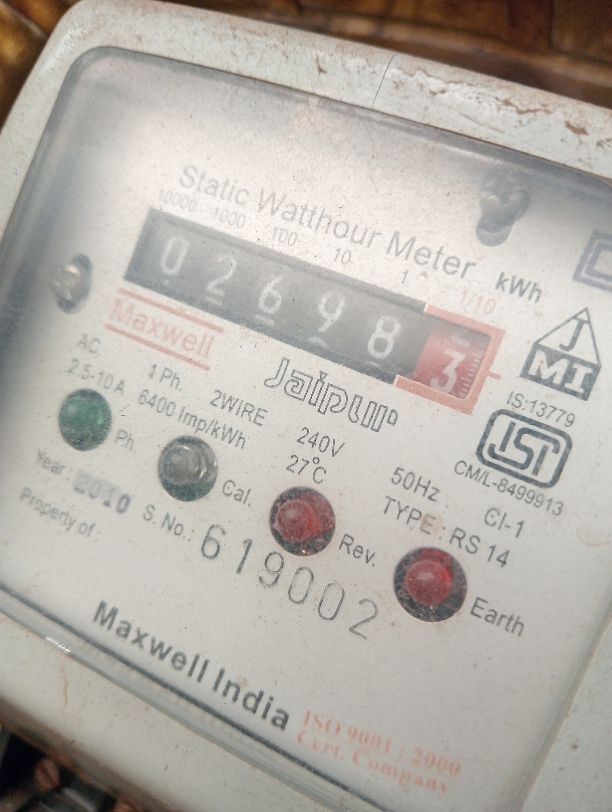 Static Watthour Meter
10000 1000 100 10 1 1/10 kWh
0 2 6 9 8 3
Maxwell
Jaipur
J
MI
IS:13779
ISI
CM/L-8499913
AC 1 Ph. 2WIRE 240V 50Hz Cl-1
2.5-10 A 6400 Imp/kWh 27°C TYPE : RS 14
Ph. Cal. Rev. Earth
Year : 2010 S. No.: 619002
Property of :
Maxwell India
ISO 9001 : 2000
Cert. Company